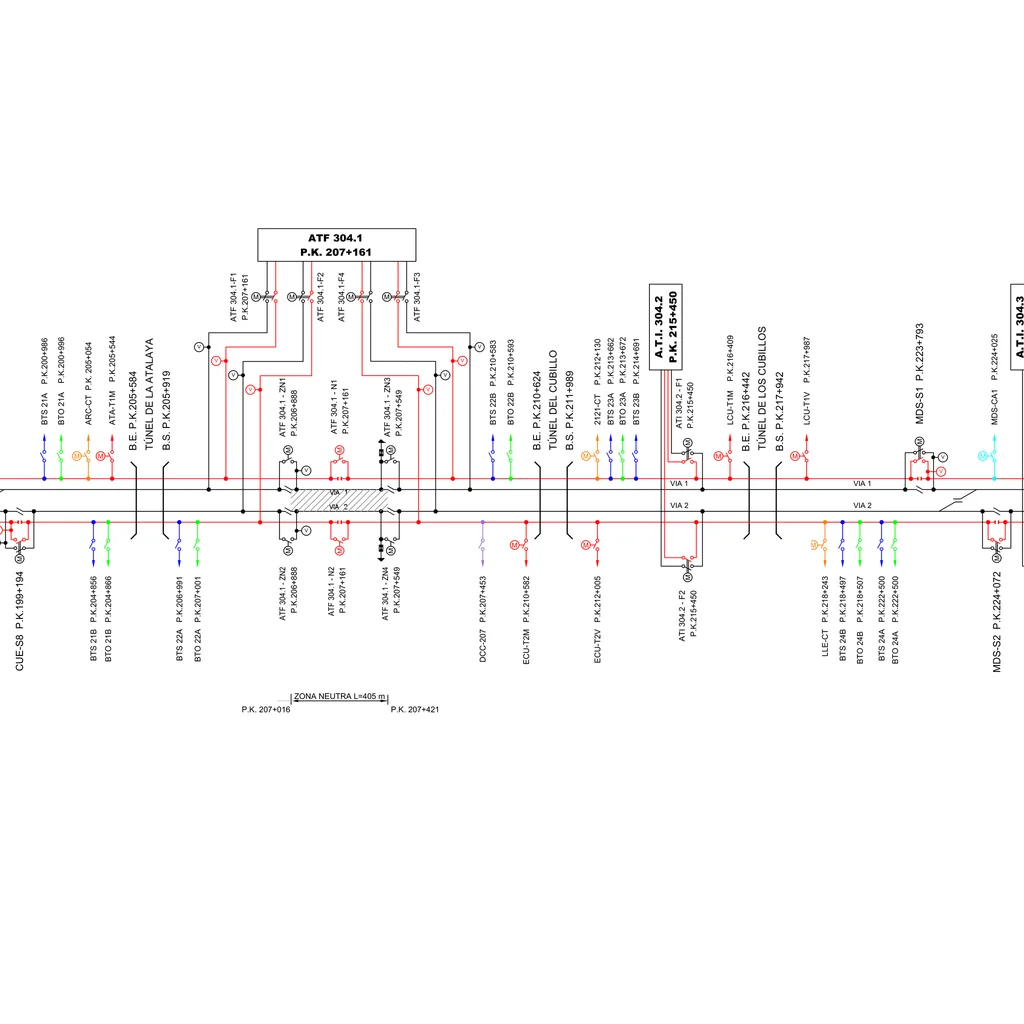 ATF 304.1
P.K. 207+161
ATF 304.1-F1
P.K.207+161
ATF 304.1-F2
ATF 304.1-F4
ATF 304.1-F3
M
M
M
M
V
V
V
V
V
V
V
V
A.T.I. 304.2
P.K. 215+450
A.T.I. 304.3
BTS 21A P.K.200+986
BTO 21A P.K.200+996
ARC-CT P.K. 205+054
ATA-T1M P.K.205+544
B.E. P.K.205+584
TÚNEL DE LA ATALAYA
B.S. P.K.205+919
ATF 304.1 - ZN1
P.K.206+888
ATF 304.1 - N1
P.K.207+161
ATF 304.1 - ZN3
P.K.207+549
BTS 22B P.K.210+583
BTO 22B P.K.210+593
B.E. P.K.210+624
TÚNEL DEL CUBILLO
B.S. P.K.211+989
2121-CT P.K.212+130
BTS 23A P.K.213+662
BTO 23A P.K.213+672
BTS 23B P.K.214+691
ATI 304.2 - F1
P.K.215+450
LCU-T1M P.K.216+409
B.E. P.K.216+442
TÚNEL DE LOS CUBILLOS
B.S. P.K.217+942
LCU-T1V P.K.217+987
MDS-S1 P.K.223+793
MDS-CA1 P.K.224+025
M
M
M
M
M
M
M
M
M
M
M
V
V
V
VIA 1
VIA 1
VIA 1
VIA 2
VIA 2
VIA 2
V
M
M
M
M
M
M
M
M
M
CUE-S8 P.K.199+194
BTS 21B P.K.204+856
BTO 21B P.K.204+866
BTS 22A P.K.206+991
BTO 22A P.K.207+001
ATF 304.1 - ZN2
P.K.206+888
ATF 304.1 - N2
P.K.207+161
ATF 304.1 - ZN4
P.K.207+549
DCC-207 P.K.207+453
ECU-T2M P.K.210+582
ECU-T2V P.K.212+005
ATI 304.2 - F2
P.K.215+450
LLE-CT P.K.218+243
BTS 24B P.K.218+497
BTO 24B P.K.218+507
BTS 24A P.K.222+500
BTO 24A P.K.222+500
MDS-S2 P.K.224+072
ZONA NEUTRA L=405 m
P.K. 207+016
P.K. 207+421